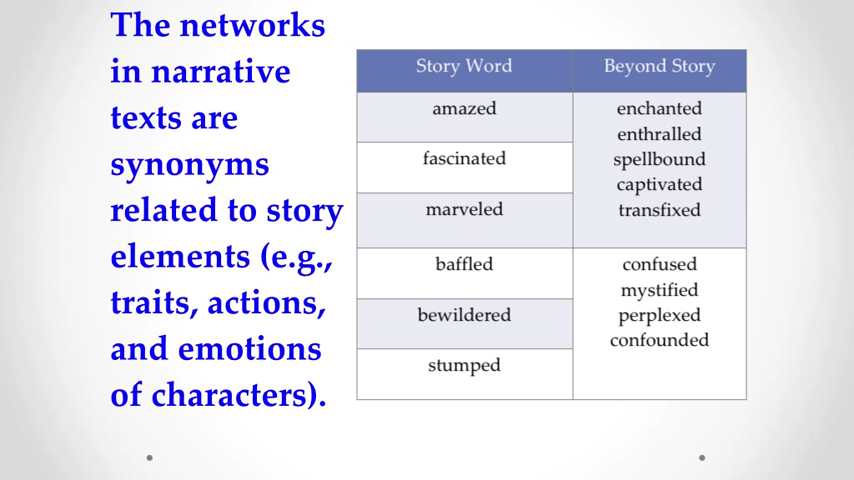 The networks
in narrative
texts are
synonyms
related to story
elements (e.g.,
traits, actions,
and emotions
of characters).
Story Word
Beyond Story
amazed
fascinated
marveled
enchanted
enthralled
spellbound
captivated
transfixed
baffled
bewildered
stumped
confused
mystified
perplexed
confounded